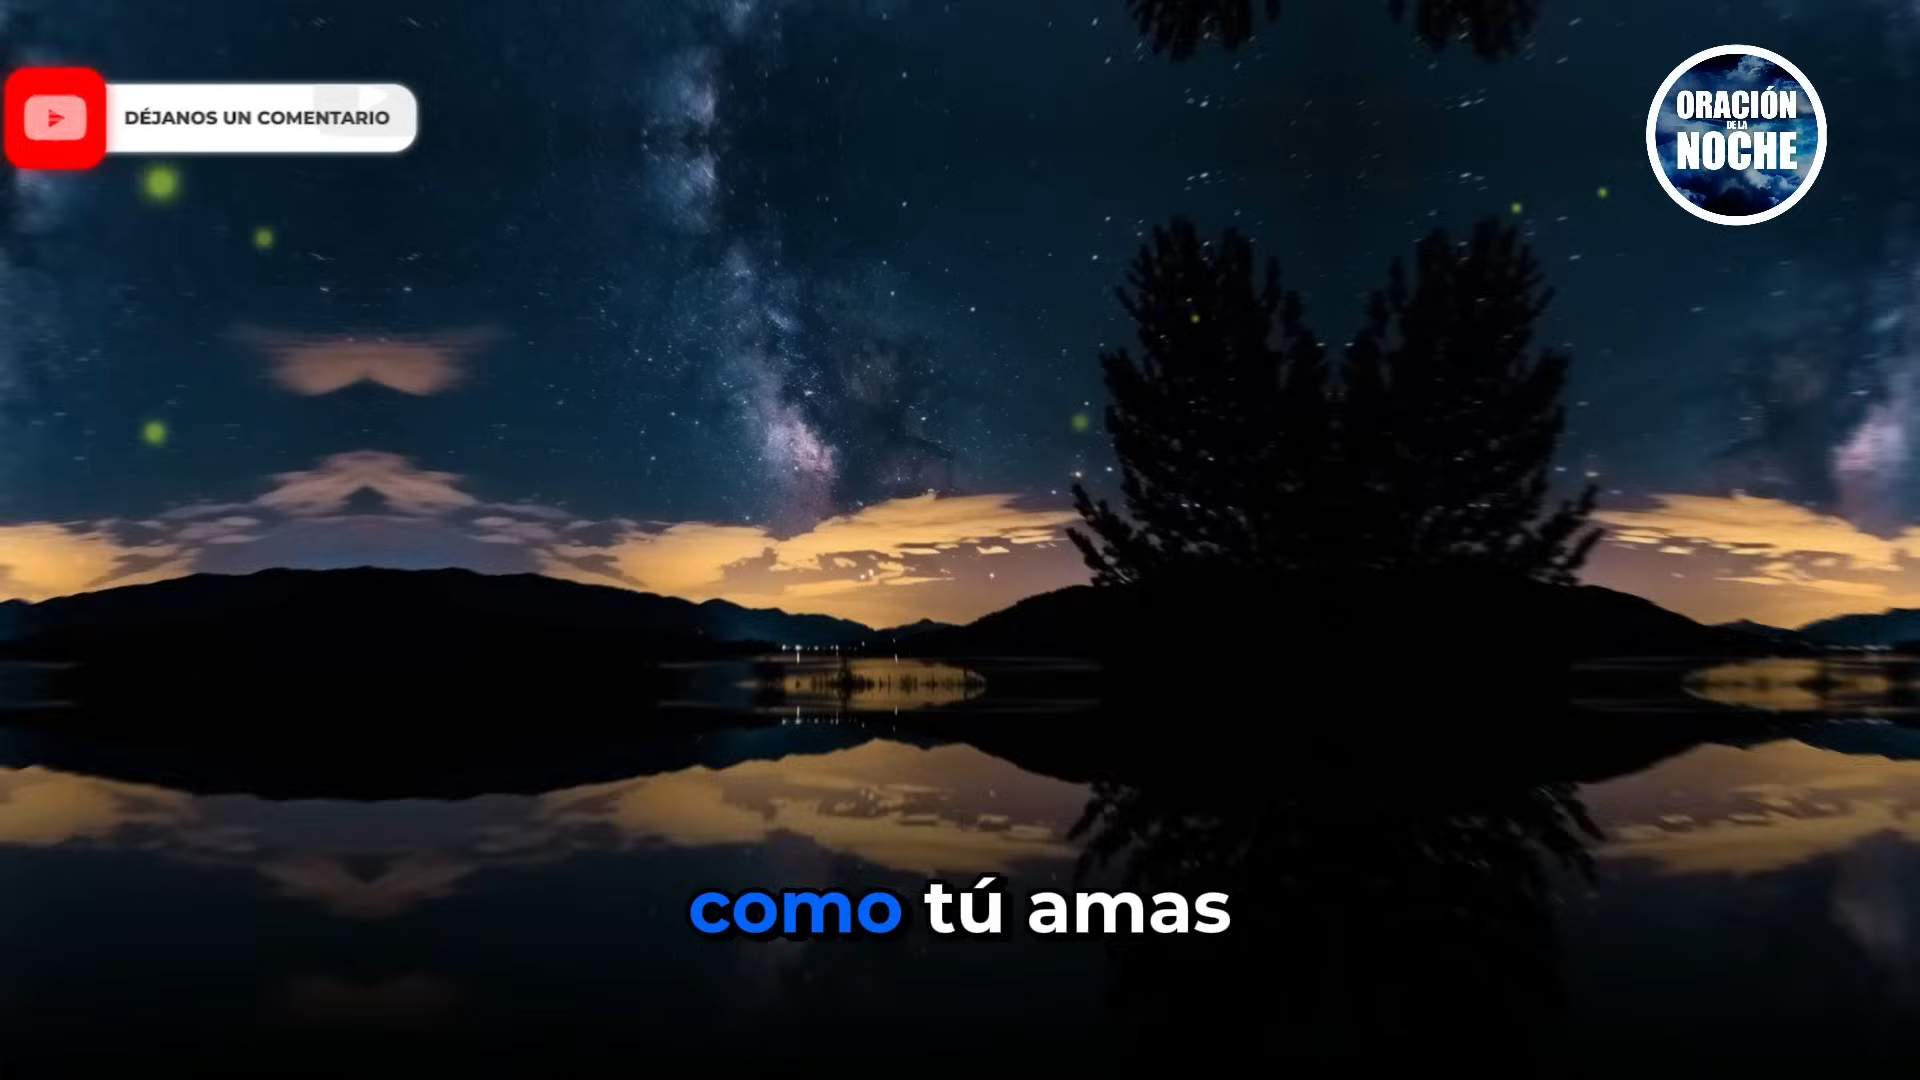 DÉJANOS UN COMENTARIO
ORACIÓN
DE LA
NOCHE
como tú amas